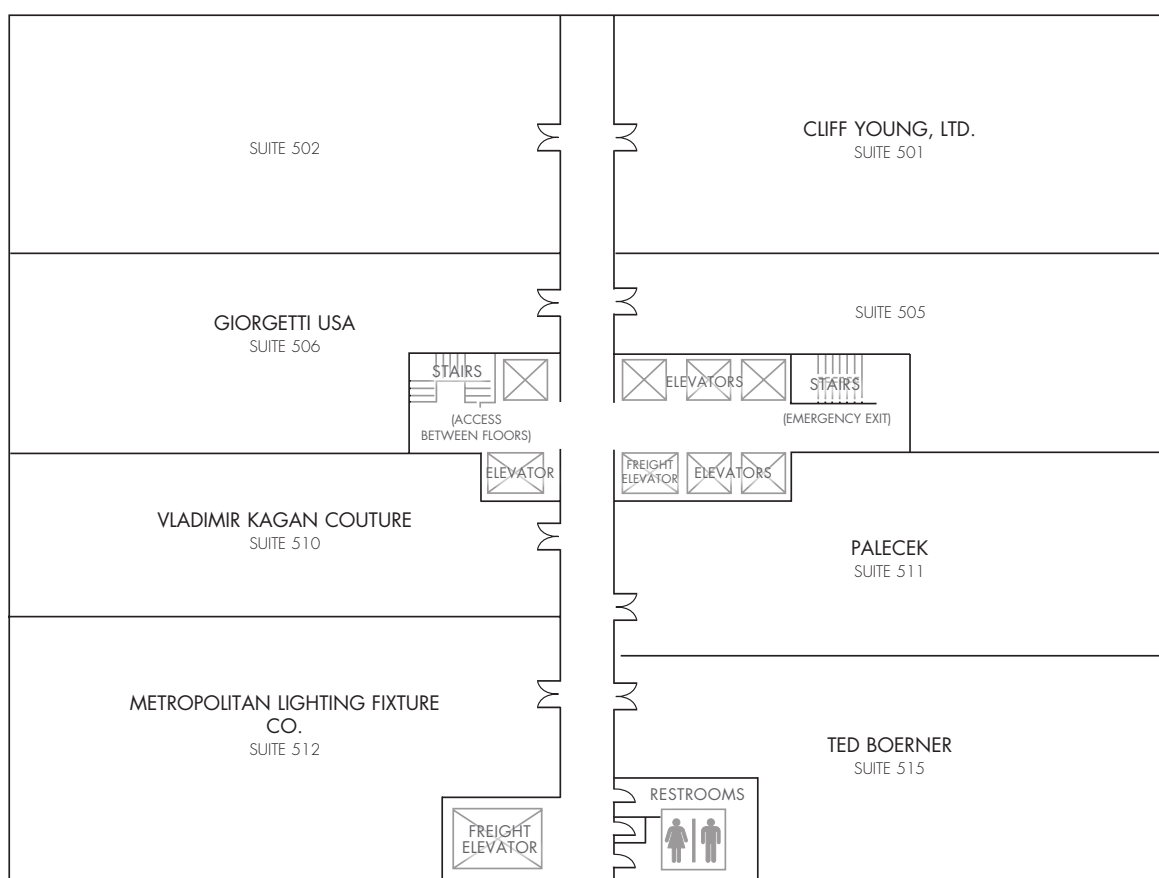 SUITE 502
CLIFF YOUNG, LTD.
SUITE 501
GIORGETTI USA
SUITE 506
SUITE 505
STAIRS
(ACCESS
BETWEEN FLOORS)
ELEVATORS
STAIRS
(EMERGENCY EXIT)
ELEVATOR
FREIGHT
ELEVATOR
ELEVATORS
VLADIMIR KAGAN COUTURE
SUITE 510
PALECEK
SUITE 511
METROPOLITAN LIGHTING FIXTURE
CO.
SUITE 512
TED BOERNER
SUITE 515
RESTROOMS
FREIGHT
ELEVATOR